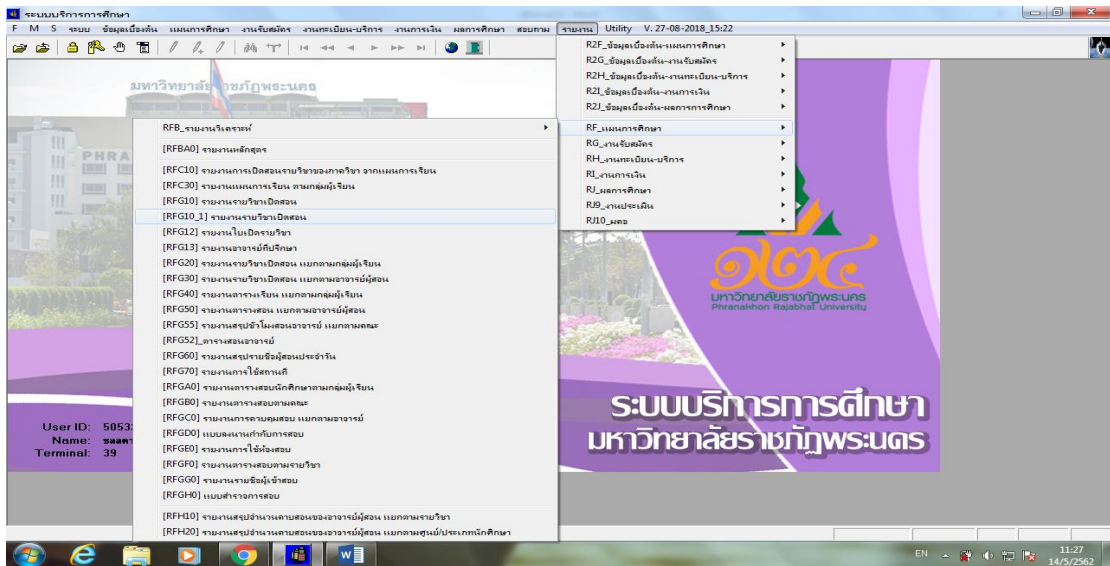 ระบบบริการการศึกษา
F M S ระบบ ข้อมูลเบื้องต้น แผนการศึกษา งานรับสมัคร งานทะเบียน-บริการ งานการเงิน ผลการศึกษา สอบถาม รายงาน Utility V. 27-08-2018_15:22
R2F_ข้อมูลเบื้องต้น-แผนการศึกษา
R2G_ข้อมูลเบื้องต้น-งานรับสมัคร
R2H_ข้อมูลเบื้องต้น-งานทะเบียน-บริการ
R2I_ข้อมูลเบื้องต้น-งานการเงิน
R2J_ข้อมูลเบื้องต้น-ผลการการศึกษา
RF_แผนการศึกษา
RG_งานรับสมัคร
RH_งานทะเบียน-บริการ
RI_งานการเงิน
RJ_ผลการศึกษา
RJ9_งานประเมิน
RJ10_มคอ
มหาวิทยาลัยราชภัฏพระนคร
PHRA
RFB_รายงานวิเคราะห์
[RFBA0] รายงานหลักสูตร
[RFC10] รายงานการเปิดสอนรายวิชาของภาควิชา จากแผนการเรียน
[RFC30] รายงานแผนการเรียน ตามกลุ่มผู้เรียน
[RFG10] รายงานรายวิชาเปิดสอน
[RFG10_1] รายงานรายวิชาเปิดสอน
[RFG12] รายงานใบเปิดรายวิชา
[RFG13] รายงานอาจารย์ที่ปรึกษา
[RFG20] รายงานรายวิชาเปิดสอน แยกตามกลุ่มผู้เรียน
[RFG30] รายงานรายวิชาเปิดสอน แยกตามอาจารย์ผู้สอน
[RFG40] รายงานตารางเรียน แยกตามกลุ่มผู้เรียน
[RFG50] รายงานตารางสอน แยกตามอาจารย์ผู้สอน
[RFG55] รายงานสรุปชั่วโมงสอนอาจารย์ แยกตามคณะ
[RFG52]_ตารางสอนอาจารย์
[RFG60] รายงานสรุปรายชื่อผู้สอนประจำวัน
[RFG70] รายงานการใช้สถานที่
[RFGA0] รายงานตารางสอบนักศึกษาตามกลุ่มผู้เรียน
[RFGB0] รายงานตารางสอบตามคณะ
[RFGC0] รายงานการควบคุมสอบ แยกตามอาจารย์
[RFGD0] แบบลงนามกำกับการสอบ
[RFGE0] รายงานการใช้ห้องสอบ
[RFGF0] รายงานตารางสอบตามรายวิชา
[RFGG0] รายงานรายชื่อผู้เข้าสอบ
[RFGH0] แบบสำรวจการสอบ
[RFH10] รายงานสรุปจำนวนคาบสอนของอาจารย์ผู้สอน แยกตามรายวิชา
[RFH20] รายงานสรุปจำนวนคาบสอนของอาจารย์ผู้สอน แยกตามศูนย์/ประเภทนักศึกษา
มหาวิทยาลัยราชภัฏพระนคร
Phranakhon Rajabhat University
ระบบบริการการศึกษา
มหาวิทยาลัยราชภัฏพระนคร
User ID: 5053
Name:
Terminal: 39
EN
11:27
14/5/2562